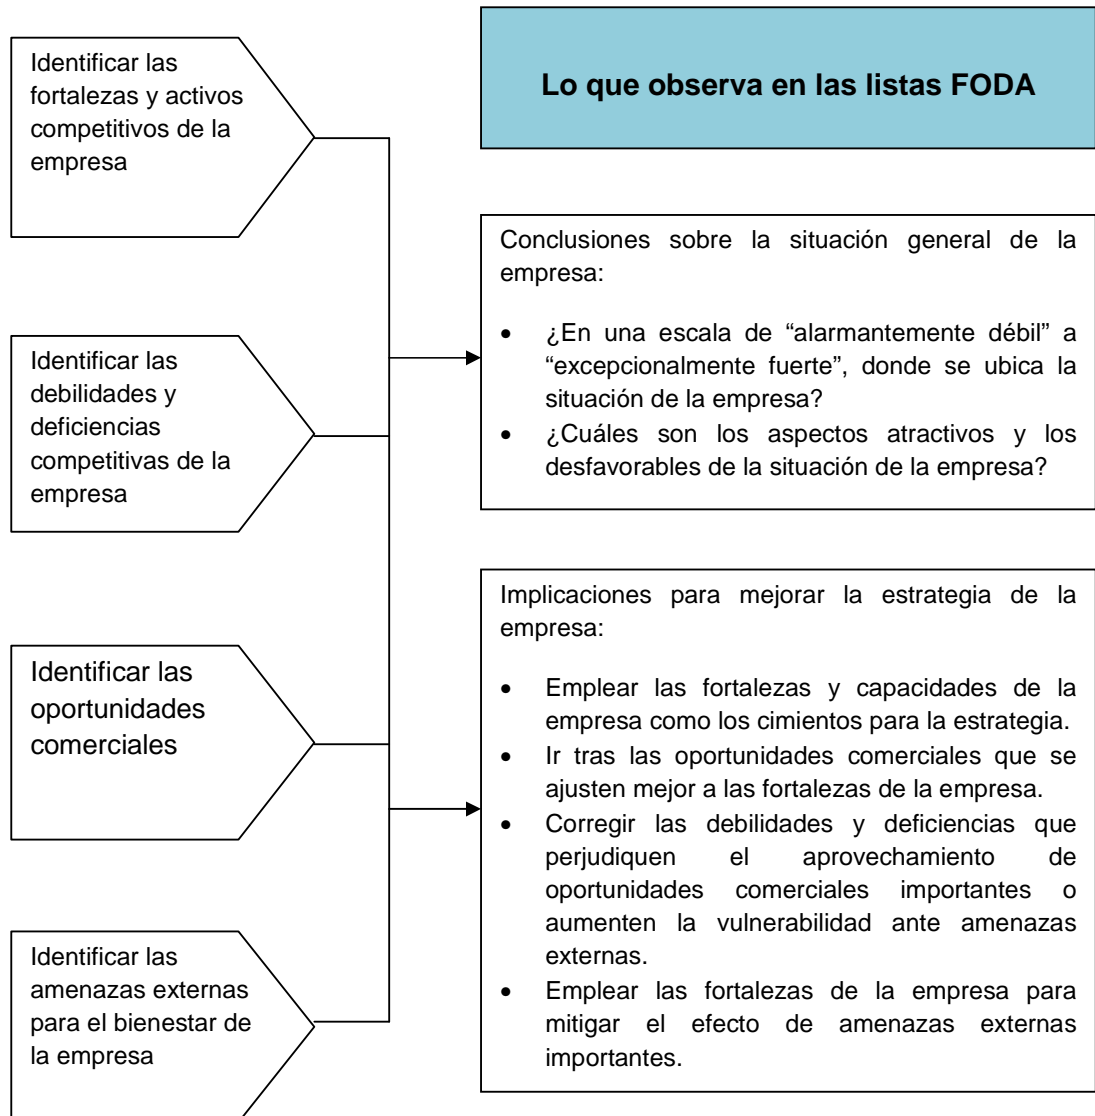 Identificar las
fortalezas y activos
competitivos de la
empresa
Identificar las
debilidades y
deficiencias
competitivas de la
empresa
Identificar las
oportunidades
comerciales
Identificar las
amenazas externas
para el bienestar de
la empresa
Lo que observa en las listas FODA
Conclusiones sobre la situación general de la
empresa:
• ¿En una escala de “alarmantemente débil” a
“excepcionalmente fuerte”, donde se ubica la
situación de la empresa?
• ¿Cuáles son los aspectos atractivos y los
desfavorables de la situación de la empresa?
Implicaciones para mejorar la estrategia de la
empresa:
• Emplear las fortalezas y capacidades de la
empresa como los cimientos para la estrategia.
• Ir tras las oportunidades comerciales que se
ajusten mejor a las fortalezas de la empresa.
• Corregir las debilidades y deficiencias que
perjudiquen el aprovechamiento de
oportunidades comerciales importantes o
aumenten la vulnerabilidad ante amenazas
externas.
• Emplear las fortalezas de la empresa para
mitigar el efecto de amenazas externas
importantes.